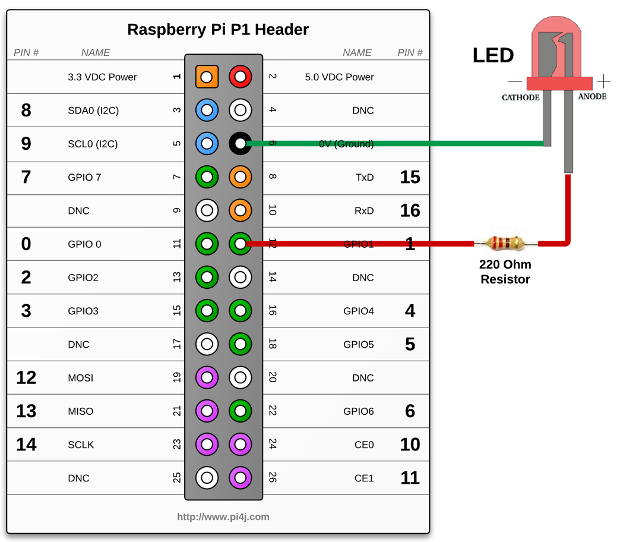 Raspberry Pi P1 Header
PIN # NAME NAME PIN #
3.3 VDC Power 1 2 5.0 VDC Power
8 SDA0 (I2C) 3 4 DNC
9 SCL0 (I2C) 5 6 0V (Ground)
7 GPIO 7 7 8 TxD 15
DNC 9 10 RxD 16
0 GPIO 0 11 12 GPIO1 1
2 GPIO2 13 14 DNC
3 GPIO3 15 16 GPIO4 4
DNC 17 18 GPIO5 5
12 MOSI 19 20 DNC
13 MISO 21 22 GPIO6 6
14 SCLK 23 24 CE0 10
DNC 25 26 CE1 11
http://www.pi4j.com
LED
— +
CATHODE ANODE
220 Ohm
Resistor